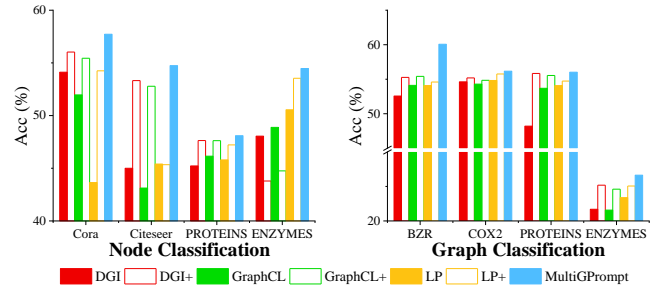 60
50
40
Acc (%)
Cora Citeseer PROTEINS ENZYMES
Node Classification
60
50
20
Acc (%)
BZR COX2 PROTEINS ENZYMES
Graph Classification
DGI DGI+ GraphCL GraphCL+ LP LP+ MultiGPrompt